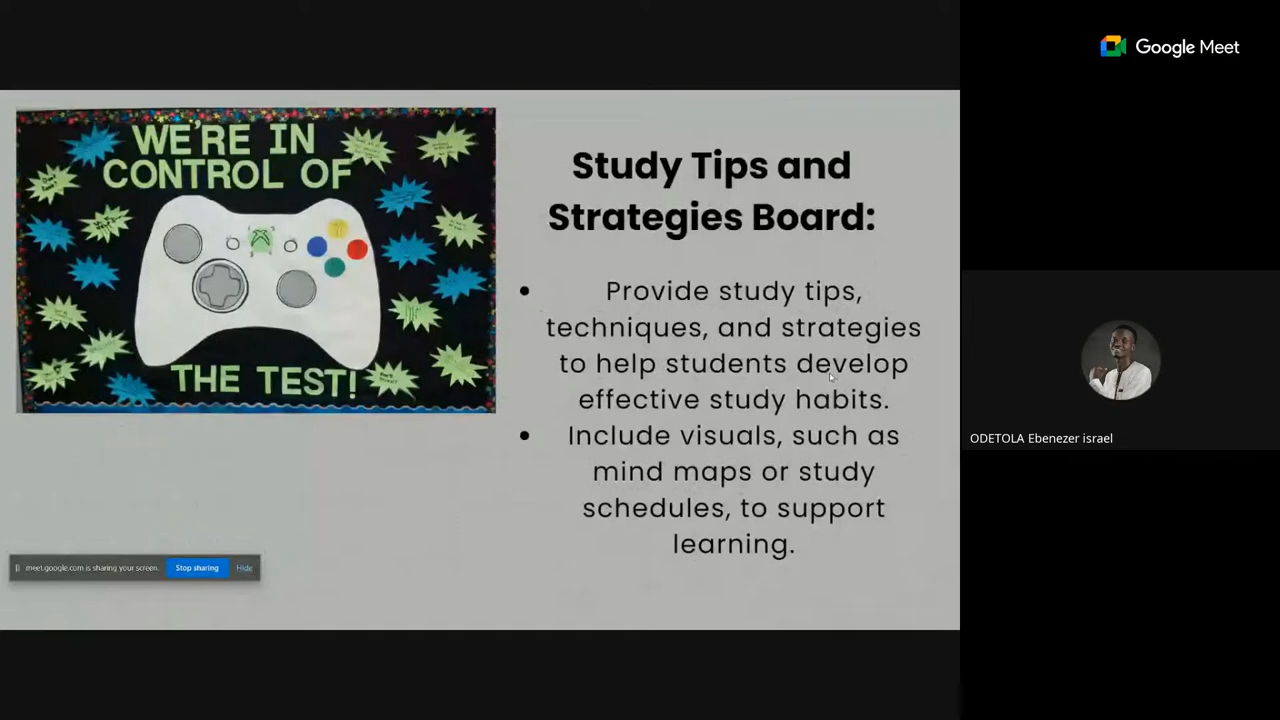 Google Meet
WE'RE IN
CONTROL OF
THE TEST!
Study Tips and
Strategies Board:
• Provide study tips,
techniques, and strategies
to help students develop
effective study habits.
• Include visuals, such as
mind maps or study
schedules, to support
learning.
meet.google.com is sharing your screen.
Stop sharing
Hide
ODETOLA Ebenezer israel